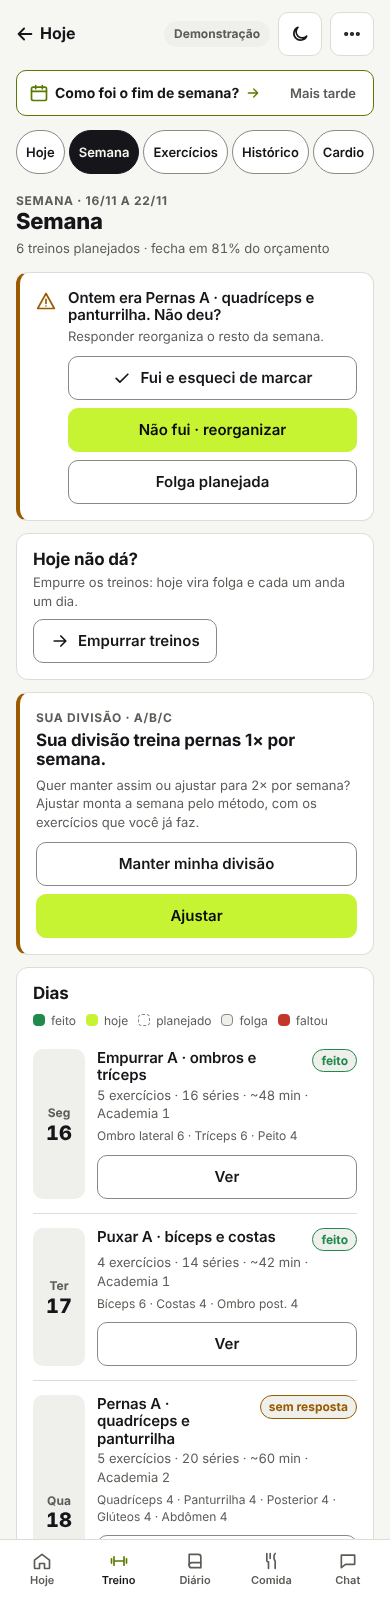 Hoje
Demonstração
Como foi o fim de semana?
Mais tarde
Hoje
Semana
Exercícios
Histórico
Cardio
SEMANA · 16/11 A 22/11
Semana
6 treinos planejados · fecha em 81% do orçamento
Ontem era Pernas A · quadríceps e
panturrilha. Não deu?
Responder reorganiza o resto da semana.
Fui e esqueci de marcar
Não fui · reorganizar
Folga planejada
Hoje não dá?
Empurre os treinos: hoje vira folga e cada um anda
um dia.
Empurrar treinos
SUA DIVISÃO · A/B/C
Sua divisão treina pernas 1× por
semana.
Quer manter assim ou ajustar para 2× por semana?
Ajustar monta a semana pelo método, com os
exercícios que você já faz.
Manter minha divisão
Ajustar
Dias
feito
hoje
planejado
folga
faltou
Seg
16
Empurrar A · ombros e
tríceps
feito
5 exercícios · 16 séries · ~48 min ·
Academia 1
Ombro lateral 6 · Tríceps 6 · Peito 4
Ver
Ter
17
Puxar A · bíceps e costas
feito
4 exercícios · 14 séries · ~42 min ·
Academia 1
Bíceps 6 · Costas 4 · Ombro post. 4
Ver
Qua
18
Pernas A ·
quadríceps e
panturrilha
sem resposta
5 exercícios · 20 séries · ~60 min ·
Academia 2
Quadríceps 4 · Panturrilha 4 · Posterior 4 ·
Glúteos 4 · Abdômen 4
Hoje
Treino
Diário
Comida
Chat